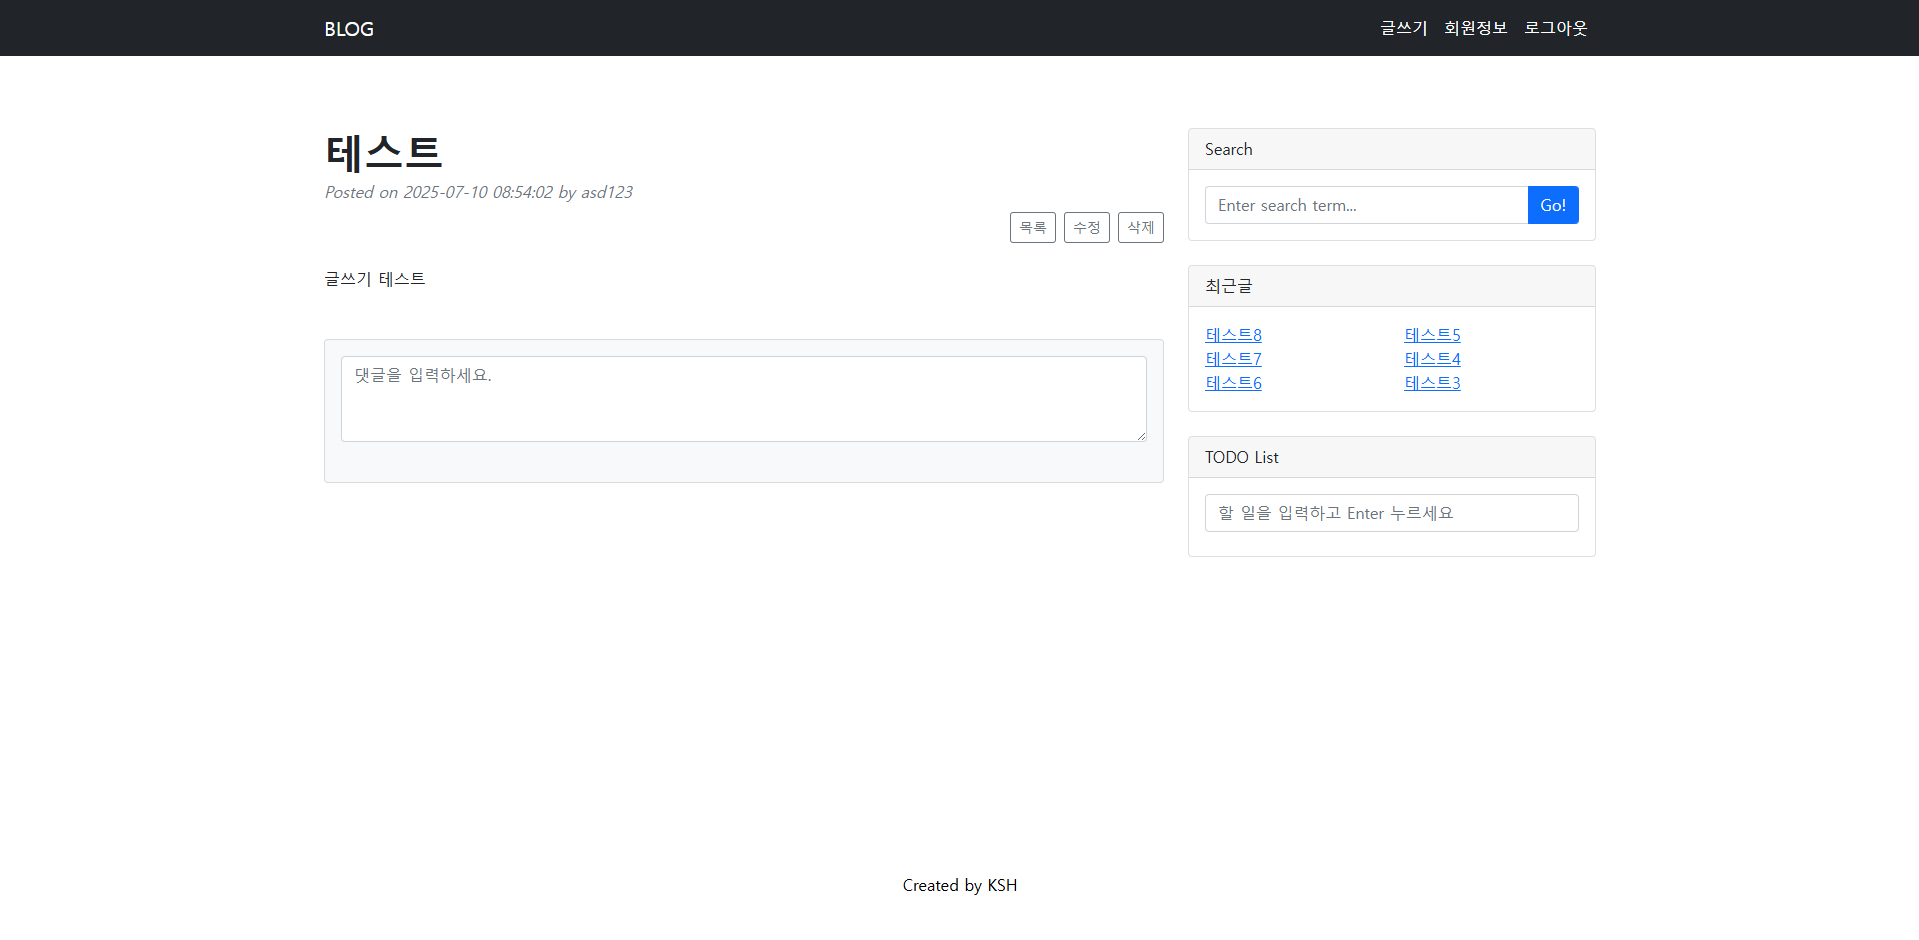 BLOG
글쓰기 회원정보 로그아웃
테스트
Posted on 2025-07-10 08:54:02 by asd123
목록 수정 삭제
글쓰기 테스트
댓글을 입력하세요.
Search
Enter search term... Go!
최근글
테스트8 테스트5
테스트7 테스트4
테스트6 테스트3
TODO List
할 일을 입력하고 Enter 누르세요
Created by KSH